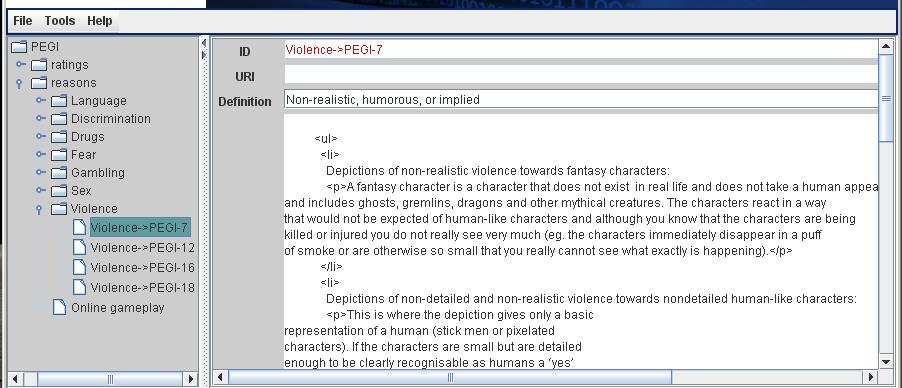 File Tools Help
PEGI
ratings
reasons
Language
Discrimination
Drugs
Fear
Gambling
Sex
Violence
Violence->PEGI-7
Violence->PEGI-12
Violence->PEGI-16
Violence->PEGI-18
Online gameplay
ID Violence->PEGI-7
URI
Definition Non-realistic, humorous, or implied
<ul>
<li>
Depictions of non-realistic violence towards fantasy characters:
<p>A fantasy character is a character that does not exist in real life and does not take a human appea
and includes ghosts, gremlins, dragons and other mythical creatures. The characters react in a way
that would not be expected of human-like characters and although you know that the characters are being
killed or injured you do not really see very much (eg. the characters immediately disappear in a puff
of smoke or are otherwise so small that you really cannot see what exactly is happening).</p>
</li>
<li>
Depictions of non-detailed and non-realistic violence towards nondetailed human-like characters:
<p>This is where the depiction gives only a basic
representation of a human (stick men or pixelated
characters). If the characters are small but are detailed
enough to be clearly recognisable as humans a ‘yes’